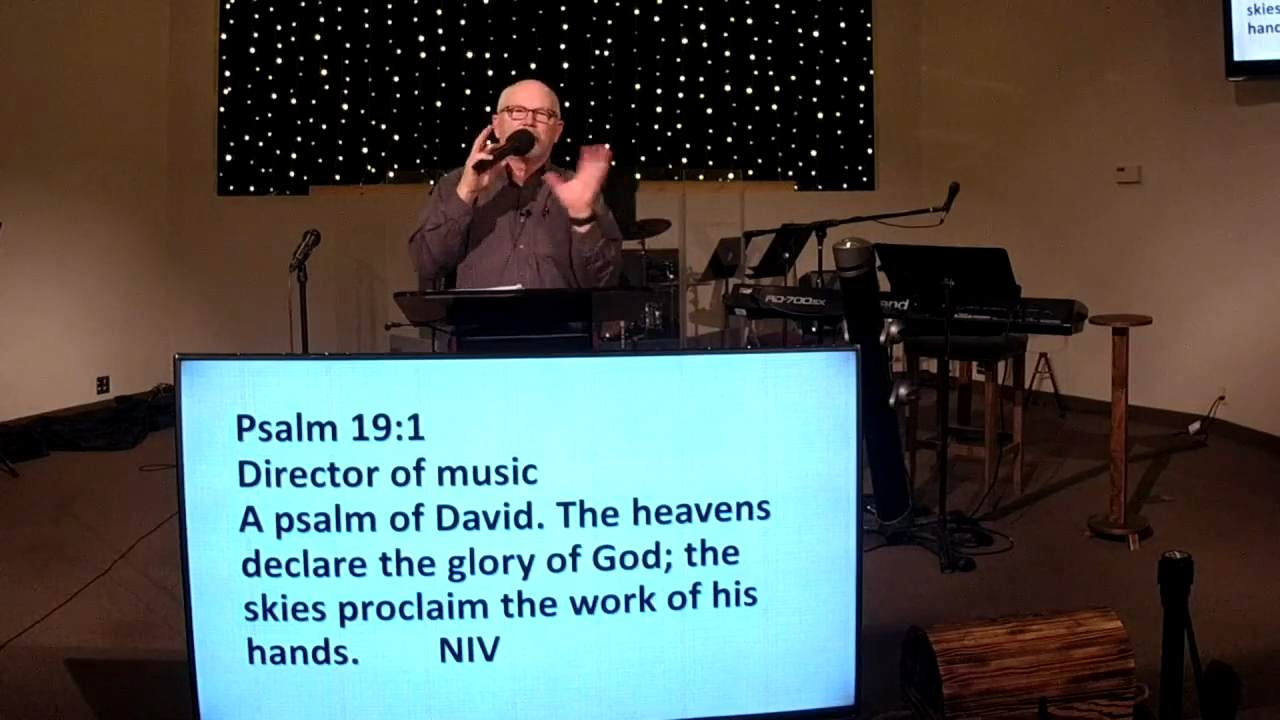 skies
hanc
RD-700SX
and
Psalm 19:1
Director of music
A psalm of David. The heavens
declare the glory of God; the
skies proclaim the work of his
hands. NIV